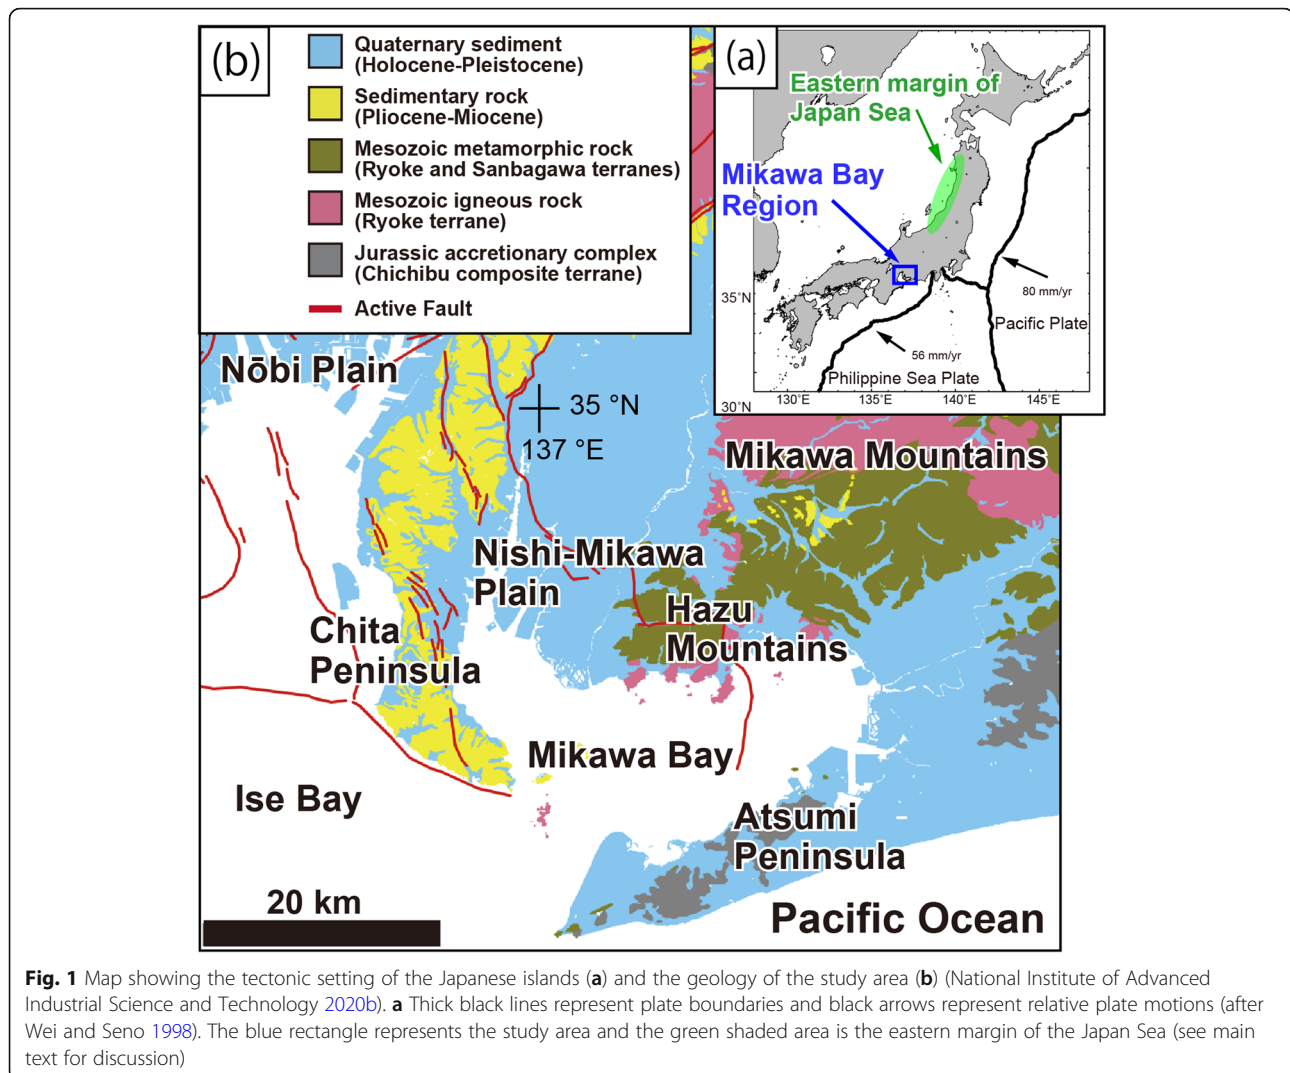 (b)
Quaternary sediment
(Holocene-Pleistocene)
Sedimentary rock
(Pliocene-Miocene)
Mesozoic metamorphic rock
(Ryoke and Sanbagawa terranes)
Mesozoic igneous rock
(Ryoke terrane)
Jurassic accretionary complex
(Chichibu composite terrane)
Active Fault
(a)
Eastern margin of
Japan Sea
Mikawa Bay
Region
35°N
80 mm/yr
Pacific Plate
56 mm/yr
Philippine Sea Plate
30°N
130°E
135°E
140°E
145°E
Nōbi Plain
35 °N
137 °E
Mikawa Mountains
Nishi-Mikawa
Plain
Hazu
Mountains
Chita
Peninsula
Mikawa Bay
Ise Bay
Atsumi
Peninsula
20 km
Pacific Ocean
Fig. 1 Map showing the tectonic setting of the Japanese islands (a) and the geology of the study area (b) (National Institute of Advanced
Industrial Science and Technology 2020b). a Thick black lines represent plate boundaries and black arrows represent relative plate motions (after
Wei and Seno 1998). The blue rectangle represents the study area and the green shaded area is the eastern margin of the Japan Sea (see main
text for discussion)